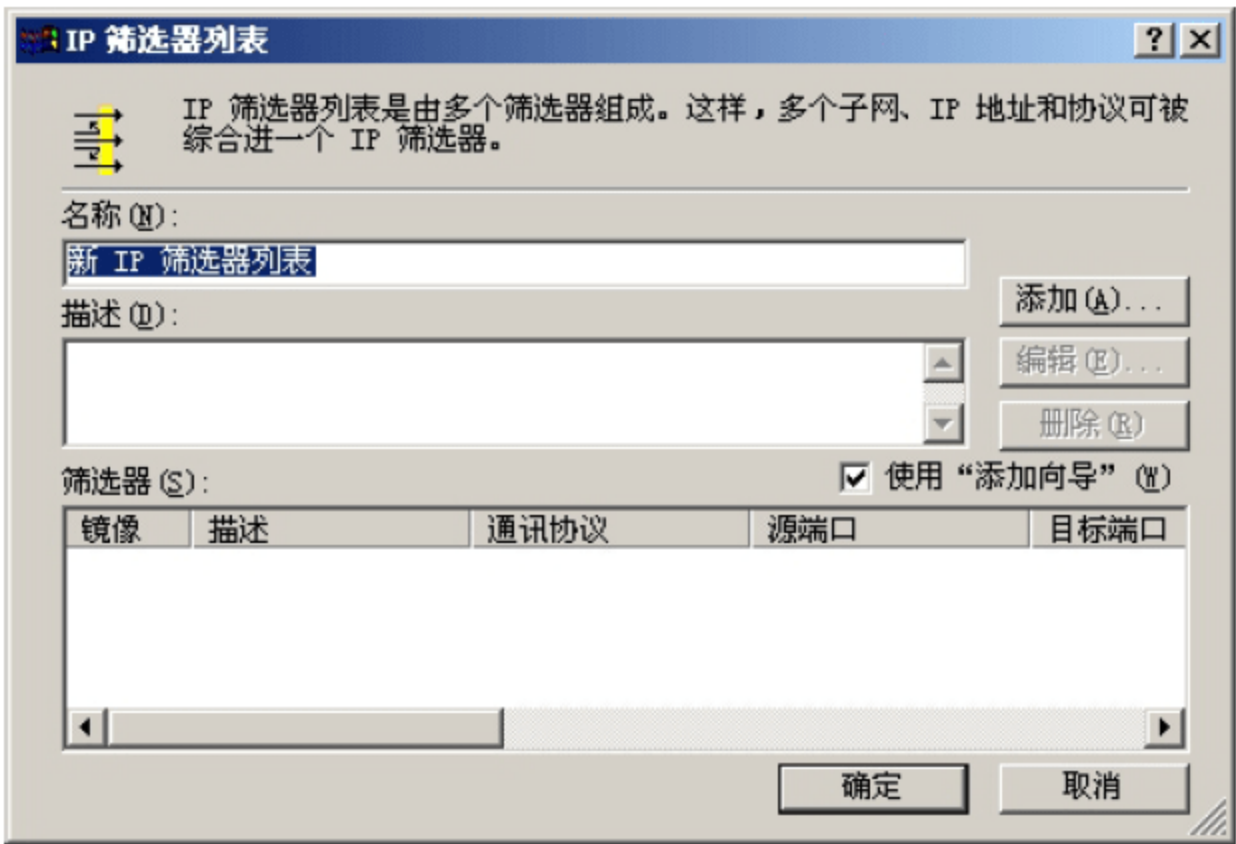 IP 筛选器列表
IP 筛选器列表是由多个筛选器组成。这样，多个子网、IP 地址和协议可被
综合进一个 IP 筛选器。
名称(N):
新 IP 筛选器列表
添加(A)...
描述(D):
编辑(E)...
删除(R)
筛选器(S):
使用“添加向导”(W)
镜像 描述 通讯协议 源端口 目标端口
确定 取消